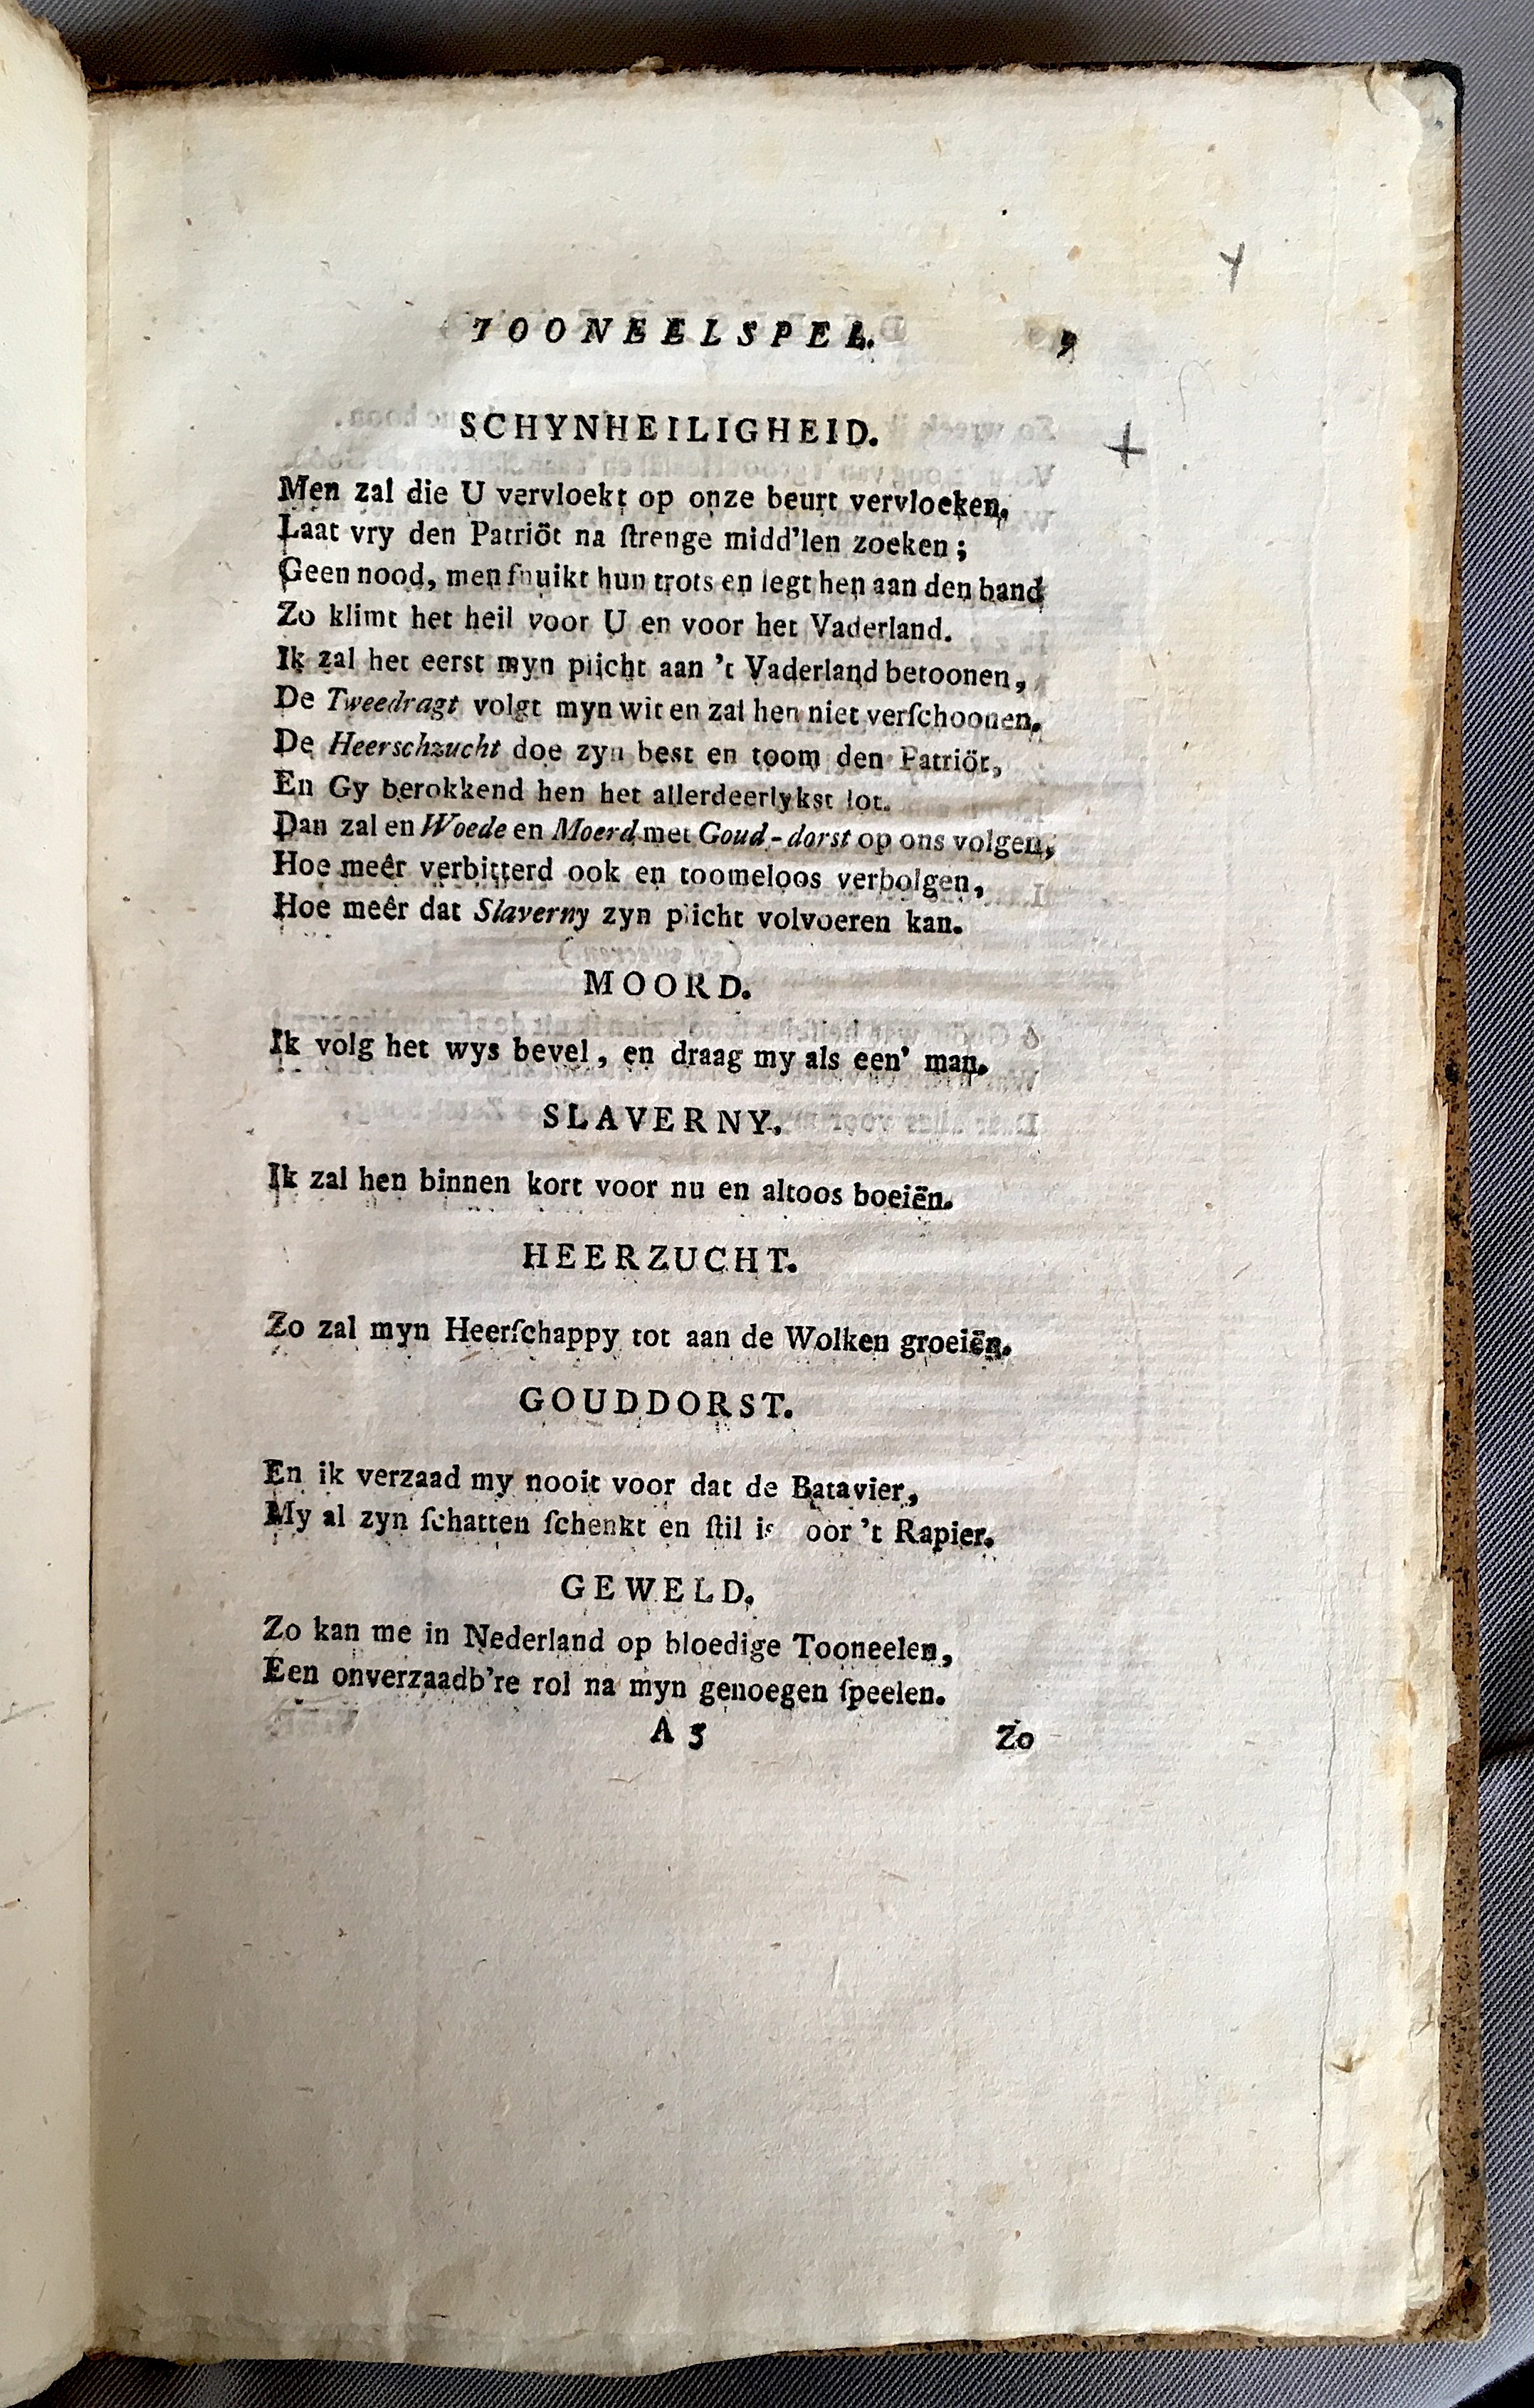 TOONEELSPEL. 9
SCHYNHEILIGHEID.
Men zal die U vervloekt op onze beurt vervloeken,
Laat vry den Patriöt na ſtrenge midd'len zoeken;
Geen nood, men ſnuikt hun trots en legt hen aan den band
Zo klimt het heil voor U en voor het Vaderland.
Ik zal het eerst myn plicht aan 't Vaderland betoonen,
De Tweedragt volgt myn wit en zal hen niet verſchoonen.
De Heerschzucht doe zyn best en toom den Patriöt,
En Gy berokkend hen het allerdeerlykst lot.
Dan zal en Woede en Moerd met Goud-dorst op ons volgen,
Hoe meêr verbitterd ook en toomeloos verbolgen,
Hoe meêr dat Slaverny zyn plicht volvoeren kan.
MOORD.
Ik volg het wys bevel, en draag my als een' man.
SLAVERNY.
Ik zal hen binnen kort voor nu en altoos boeiën.
HEERZUCHT.
Zo zal myn Heerſchappy tot aan de Wolken groeiën.
GOUDDORST.
En ik verzaad my nooit voor dat de Batavier,
My al zyn ſchatten ſchenkt en ſtil is oor 't Rapier.
GEWELD.
Zo kan me in Nederland op bloedige Tooneelen,
Een onverzaadb're rol na myn genoegen ſpeelen.
A 5 Zo